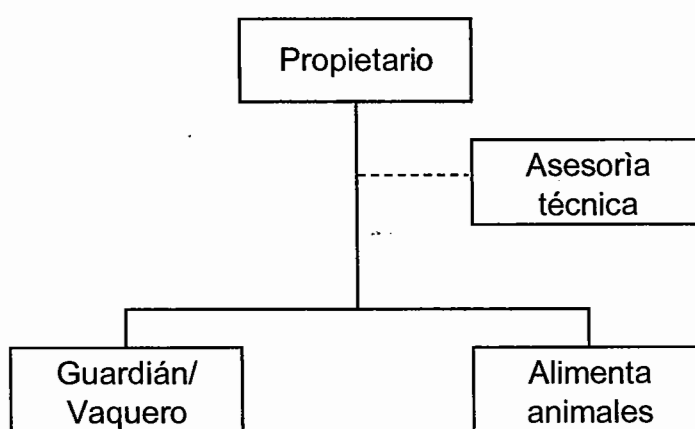 Propietario
Asesorìa
técnica
Guardián/
Vaquero
Alimenta
animales